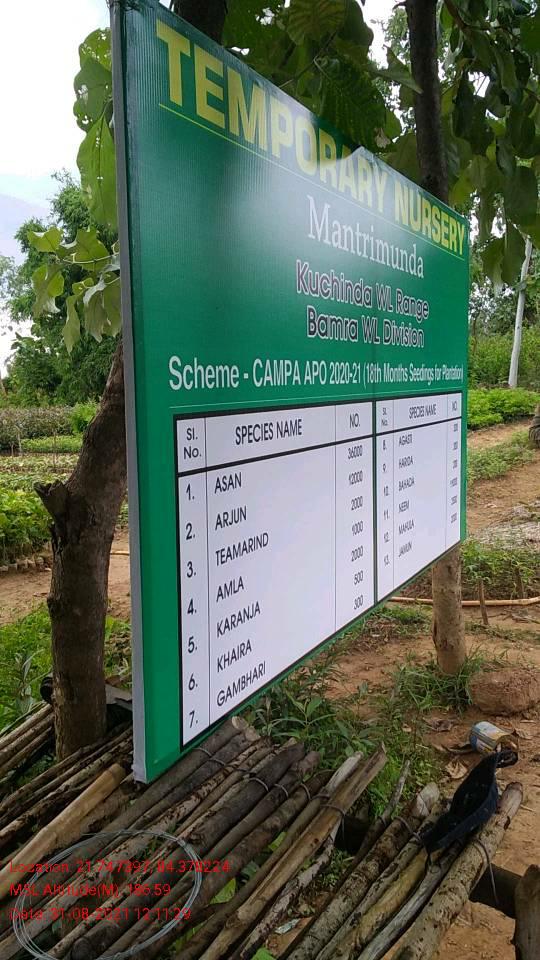 TEMPORARY NURSERY
Mantrimunda
Kuchinda WL Range
Bamra WL Division
Scheme - CAMPA APO 2020-21 (18th Months Seedings for Plantation)
Sl. No. SPECIES NAME NO.
1. ASAN 36000
2. ARJUN 12000
3. TEAMARIND 2000
4. AMLA 1000
5. KARANJA 2000
6. KHAIRA 500
7. GAMBHARI 300
Sl. No. SPECIES NAME NO.
8. AGASTI
9. HARIDA
10. BAHADA
11. NEEM
12. MAHULA
13. JAMUN
Location: 21.747397, 84.378224
MSL Altitude(M): 186.59
Date: 31-08-2021 12:11:29